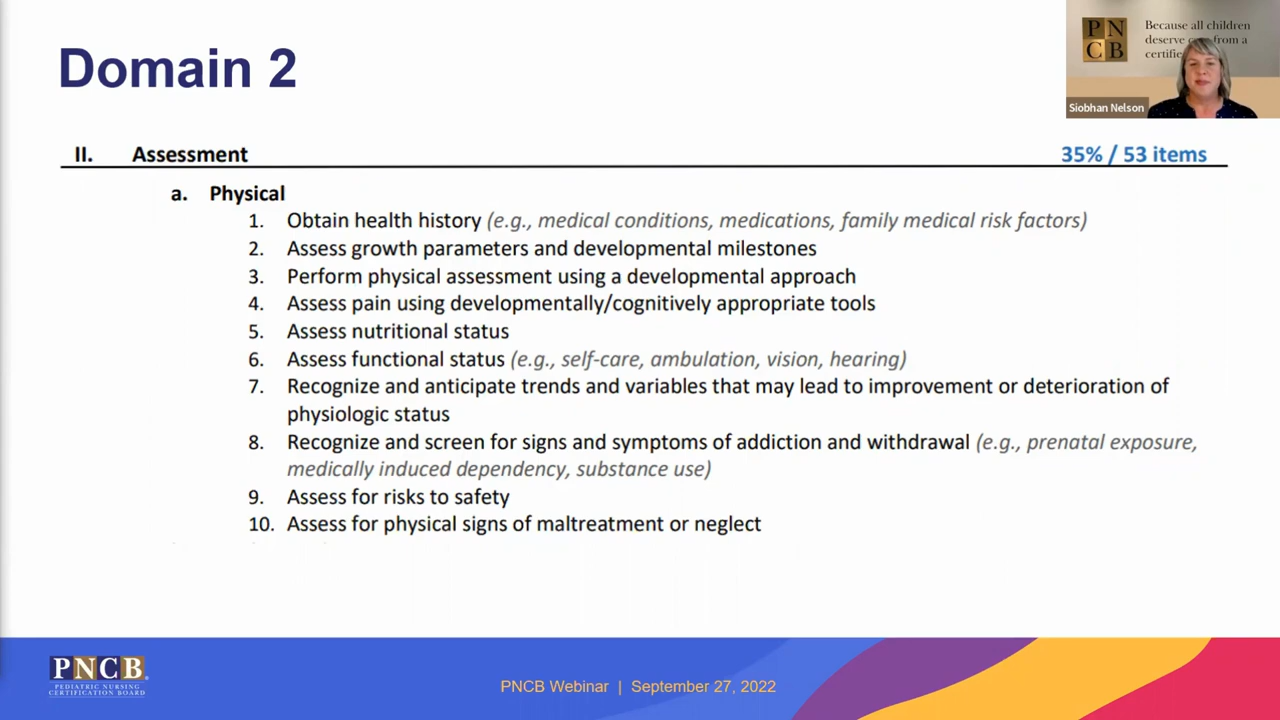 Domain 2
PNCB
Because all children
deserve care from a
certifie
Siobhan Nelson
II. Assessment 35% / 53 items
a. Physical
1. Obtain health history (e.g., medical conditions, medications, family medical risk factors)
2. Assess growth parameters and developmental milestones
3. Perform physical assessment using a developmental approach
4. Assess pain using developmentally/cognitively appropriate tools
5. Assess nutritional status
6. Assess functional status (e.g., self-care, ambulation, vision, hearing)
7. Recognize and anticipate trends and variables that may lead to improvement or deterioration of
physiologic status
8. Recognize and screen for signs and symptoms of addiction and withdrawal (e.g., prenatal exposure,
medically induced dependency, substance use)
9. Assess for risks to safety
10. Assess for physical signs of maltreatment or neglect
PNCB®
PEDIATRIC NURSING
CERTIFICATION BOARD
PNCB Webinar | September 27, 2022